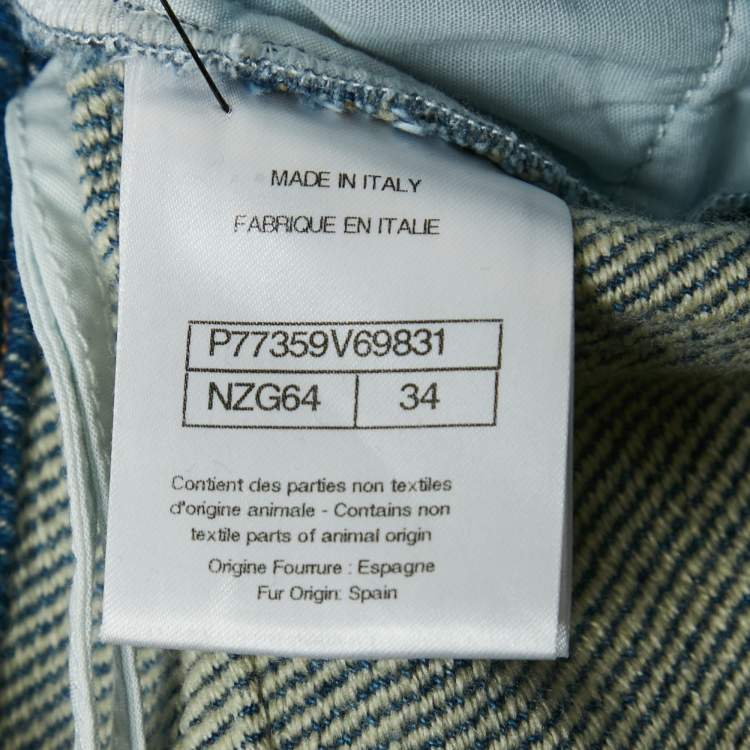 MADE IN ITALY
FABRIQUE EN ITALIE
P77359V69831
NZG64 34
Contient des parties non textiles
d'origine animale - Contains non
textile parts of animal origin
Origine Fourrure : Espagne
Fur Origin: Spain